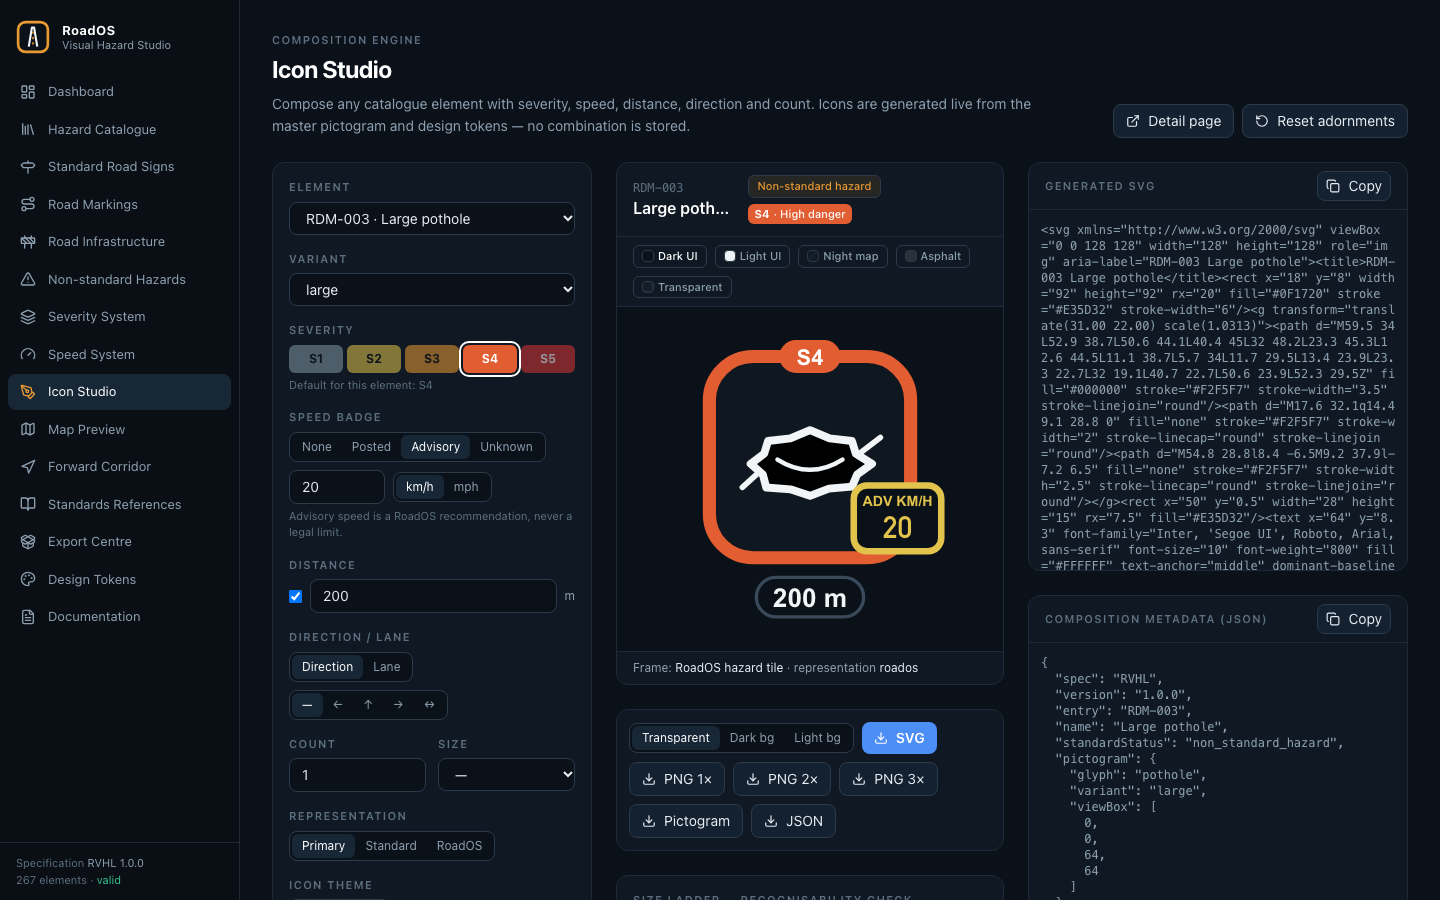 RoadOS
Visual Hazard Studio
Dashboard
Hazard Catalogue
Standard Road Signs
Road Markings
Road Infrastructure
Non-standard Hazards
Severity System
Speed System
Icon Studio
Map Preview
Forward Corridor
Standards References
Export Centre
Design Tokens
Documentation
Specification RVHL 1.0.0
267 elements · valid
COMPOSITION ENGINE
Icon Studio
Compose any catalogue element with severity, speed, distance, direction and count. Icons are generated live from the
master pictogram and design tokens — no combination is stored.
Detail page
Reset adornments
ELEMENT
RDM-003 · Large pothole
VARIANT
large
SEVERITY
S1 S2 S3 S4 S5
Default for this element: S4
SPEED BADGE
None Posted Advisory Unknown
20 km/h mph
Advisory speed is a RoadOS recommendation, never a
legal limit.
DISTANCE
200 m
DIRECTION / LANE
Direction Lane
— ← ↑ → ↔
COUNT SIZE
1 —
REPRESENTATION
Primary Standard RoadOS
ICON THEME
RDM-003
Large poth...
Non-standard hazard
S4 · High danger
Dark UI Light UI Night map Asphalt
Transparent
S4
ADV KM/H
20
200 m
Frame: RoadOS hazard tile · representation roados
Transparent Dark bg Light bg SVG
PNG 1× PNG 2× PNG 3×
Pictogram JSON
GENERATED SVG
Copy
<svg xmlns="http://www.w3.org/2000/svg" viewBox
="0 0 128 128" width="128" height="128" role="im
g" aria-label="RDM-003 Large pothole"><title>RDM-
003 Large pothole</title><rect x="18" y="8" width
="92" height="92" rx="20" fill="#0F1720" stroke
="#E35D32" stroke-width="6"/><g transform="transl
ate(31.00 22.00) scale(1.0313)"><path d="M59.5 34
L52.9 38.7L50.6 44.1L40.4 45L32 48.2L23.3 45.3L1
2.6 44.5L11.1 38.7L5.7 34L11.7 29.5L13.4 23.9L23.
3 22.7L32 19.1L40.7 22.7L50.6 23.9L52.3 29.5Z" fi
ll="#000000" stroke="#F2F5F7" stroke-width="3.5"
stroke-linejoin="round"/><path d="M17.6 32.1q14.4
9.1 28.8 0" fill="none" stroke="#F2F5F7" stroke-w
idth="2" stroke-linecap="round" stroke-linejoin
="round"/><path d="M54.8 28.8l8.4 -6.5M9.2 37.9l-
7.2 6.5" fill="none" stroke="#F2F5F7" stroke-widt
h="2.5" stroke-linecap="round" stroke-linejoin="r
ound"/></g><rect x="50" y="0.5" width="28" height
="15" rx="7.5" fill="#E35D32"/><text x="64" y="8.
3" font-family="Inter, 'Segoe UI', Roboto, Arial,
sans-serif" font-size="10" font-weight="800" fill
="#FFFFFF" text-anchor="middle" dominant-baseline
COMPOSITION METADATA (JSON)
Copy
{
"spec": "RVHL",
"version": "1.0.0",
"entry": "RDM-003",
"name": "Large pothole",
"standardStatus": "non_standard_hazard",
"pictogram": {
"glyph": "pothole",
"variant": "large",
"viewBox": [
0,
0,
64,
64
]